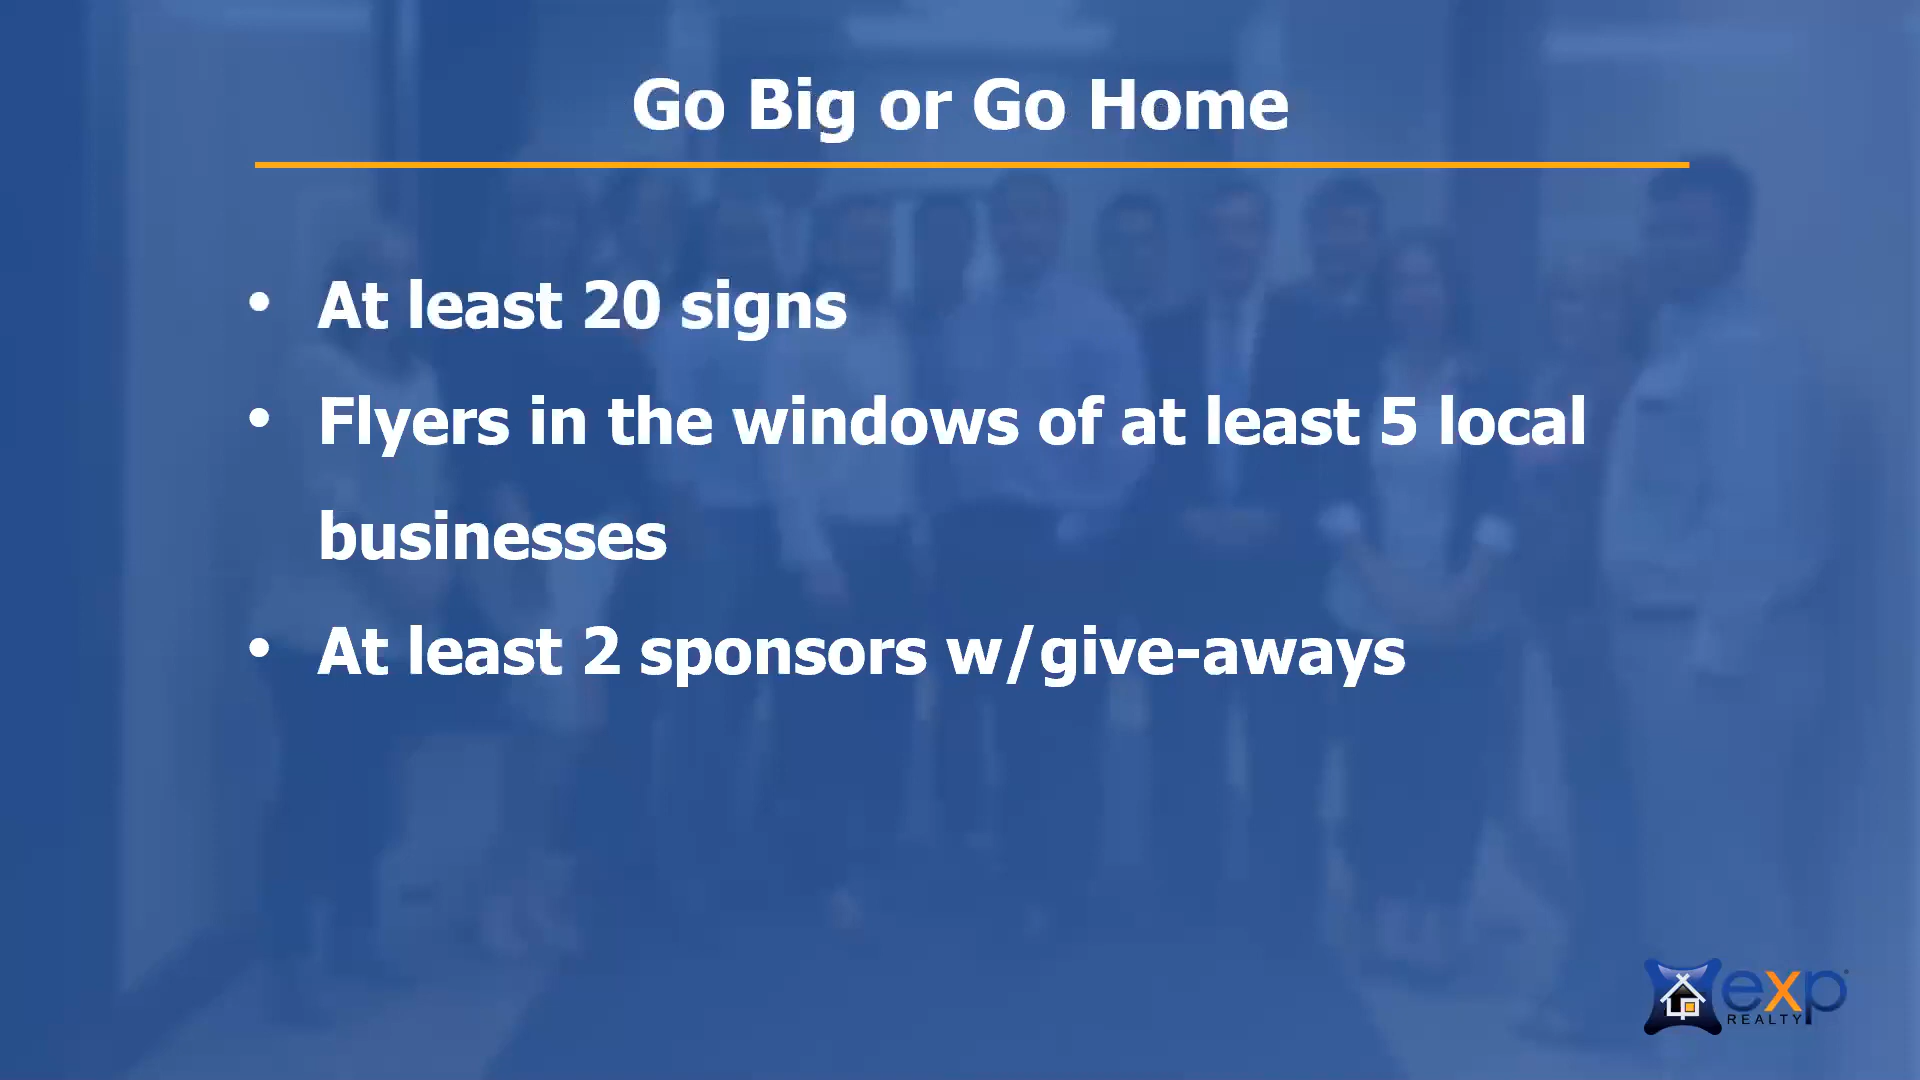 Go Big or Go Home
• At least 20 signs
• Flyers in the windows of at least 5 local
businesses
• At least 2 sponsors w/give-aways
exp
REALTY